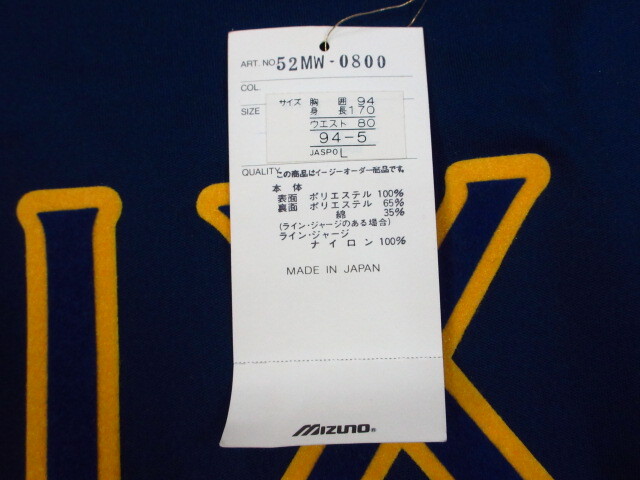 ART. NO. 52MW-0800
COL.
SIZE
サイズ 胸囲 94
身長 170
ウエスト 80
94-5
JASPO L
QUALITY この商品はイージーオーダー部品です。
本体
表面 ポリエステル 100%
裏面 ポリエステル 65%
綿 35%
(ライン・ジャージのある場合)
ライン・ジャージ
ナイロン 100%
MADE IN JAPAN
MIZUNO®